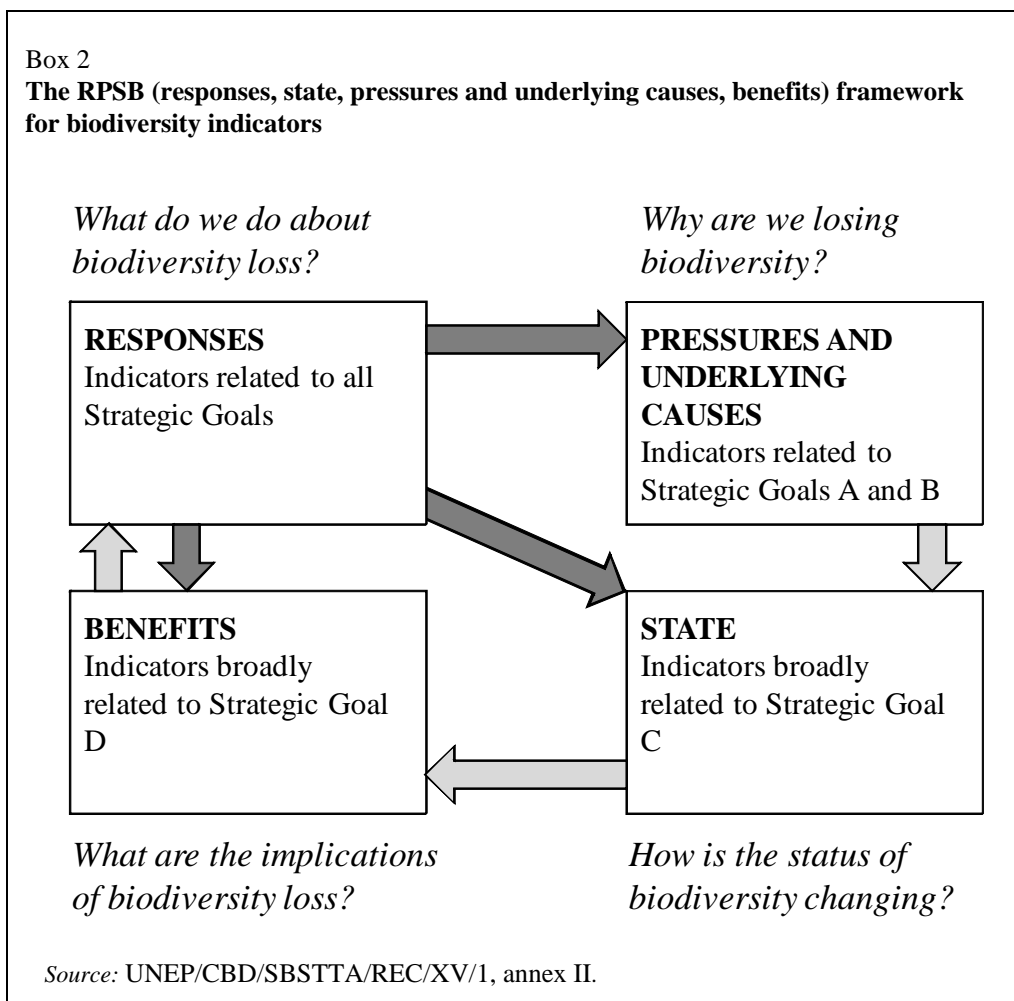 Box 2
The RPSB (responses, state, pressures and underlying causes, benefits) framework
for biodiversity indicators
What do we do about
biodiversity loss?
Why are we losing
biodiversity?
RESPONSES
Indicators related to all
Strategic Goals
PRESSURES AND
UNDERLYING
CAUSES
Indicators related to
Strategic Goals A and B
BENEFITS
Indicators broadly
related to Strategic Goal
D
STATE
Indicators broadly
related to Strategic Goal
C
What are the implications
of biodiversity loss?
How is the status of
biodiversity changing?
Source: UNEP/CBD/SBSTTA/REC/XV/1, annex II.